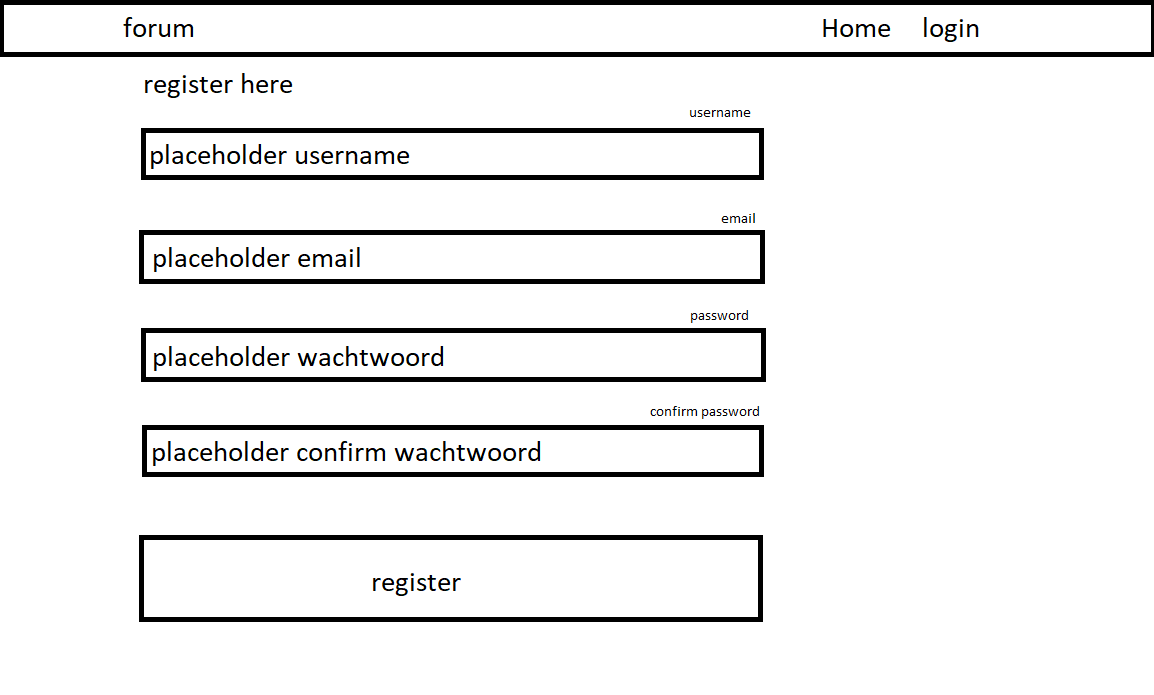 forum Home login
register here
username
placeholder username
email
placeholder email
password
placeholder wachtwoord
confirm password
placeholder confirm wachtwoord
register